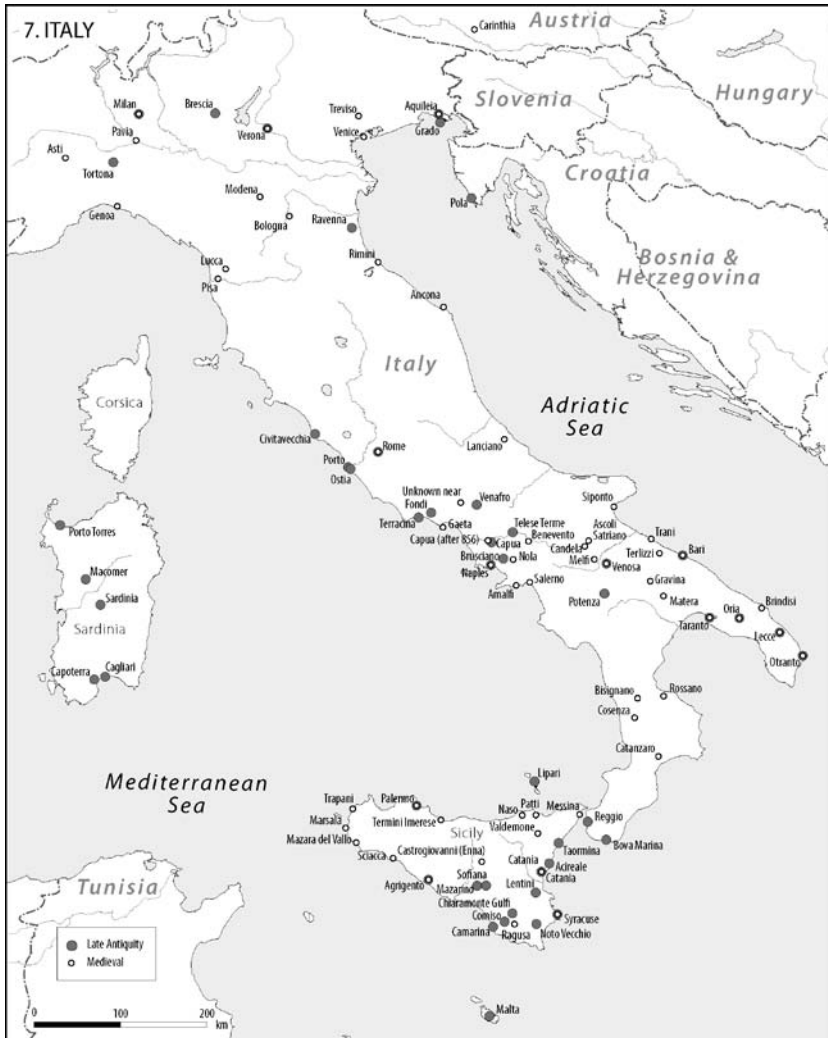 7. ITALY
Carinthia
Austria
Hungary
Slovenia
Croatia
Bosnia &
Herzegovina
Milan
Brescia
Verona
Treviso
Venice
Aquileia
Grado
Pavia
Asti
Tortona
Genoa
Modena
Bologna
Ravenna
Pola
Rimini
Lucca
Pisa
Ancona
Italy
Corsica
Adriatic
Sea
Civitavecchia
Rome
Lanciano
Porto
Ostia
Unknown near
Fondi
Venafro
Siponto
Terracina
Gaeta
Telese Terme
Benevento
Ascoli
Satriano
Trani
Capua (after 856)
Capua
Candela
Terlizzi
Bari
Brusciano
Nola
Melfi
Venosa
Naples
Salerno
Gravina
Amalfi
Potenza
Matera
Oria
Brindisi
Taranto
Lecce
Otranto
Porto Torres
Macomer
Sardinia
Sardinia
Capoterra
Cagliari
Bisignano
Rossano
Cosenza
Catanzaro
Mediterranean
Sea
Lipari
Trapani
Palermo
Naso
Patti
Messina
Reggio
Marsala
Termini Imerese
Sicily
Valdemone
Bova Marina
Mazara del Vallo
Castrogiovanni (Enna)
Taormina
Sciacca
Catania
Acireale
Sofiana
Catania
Agrigento
Mazarino
Lentini
Chiaramonte Gulfi
Comiso
Syracuse
Camarina
Ragusa
Noto Vecchio
Malta
Tunisia
Late Antiquity
Medieval
0 100 200
km